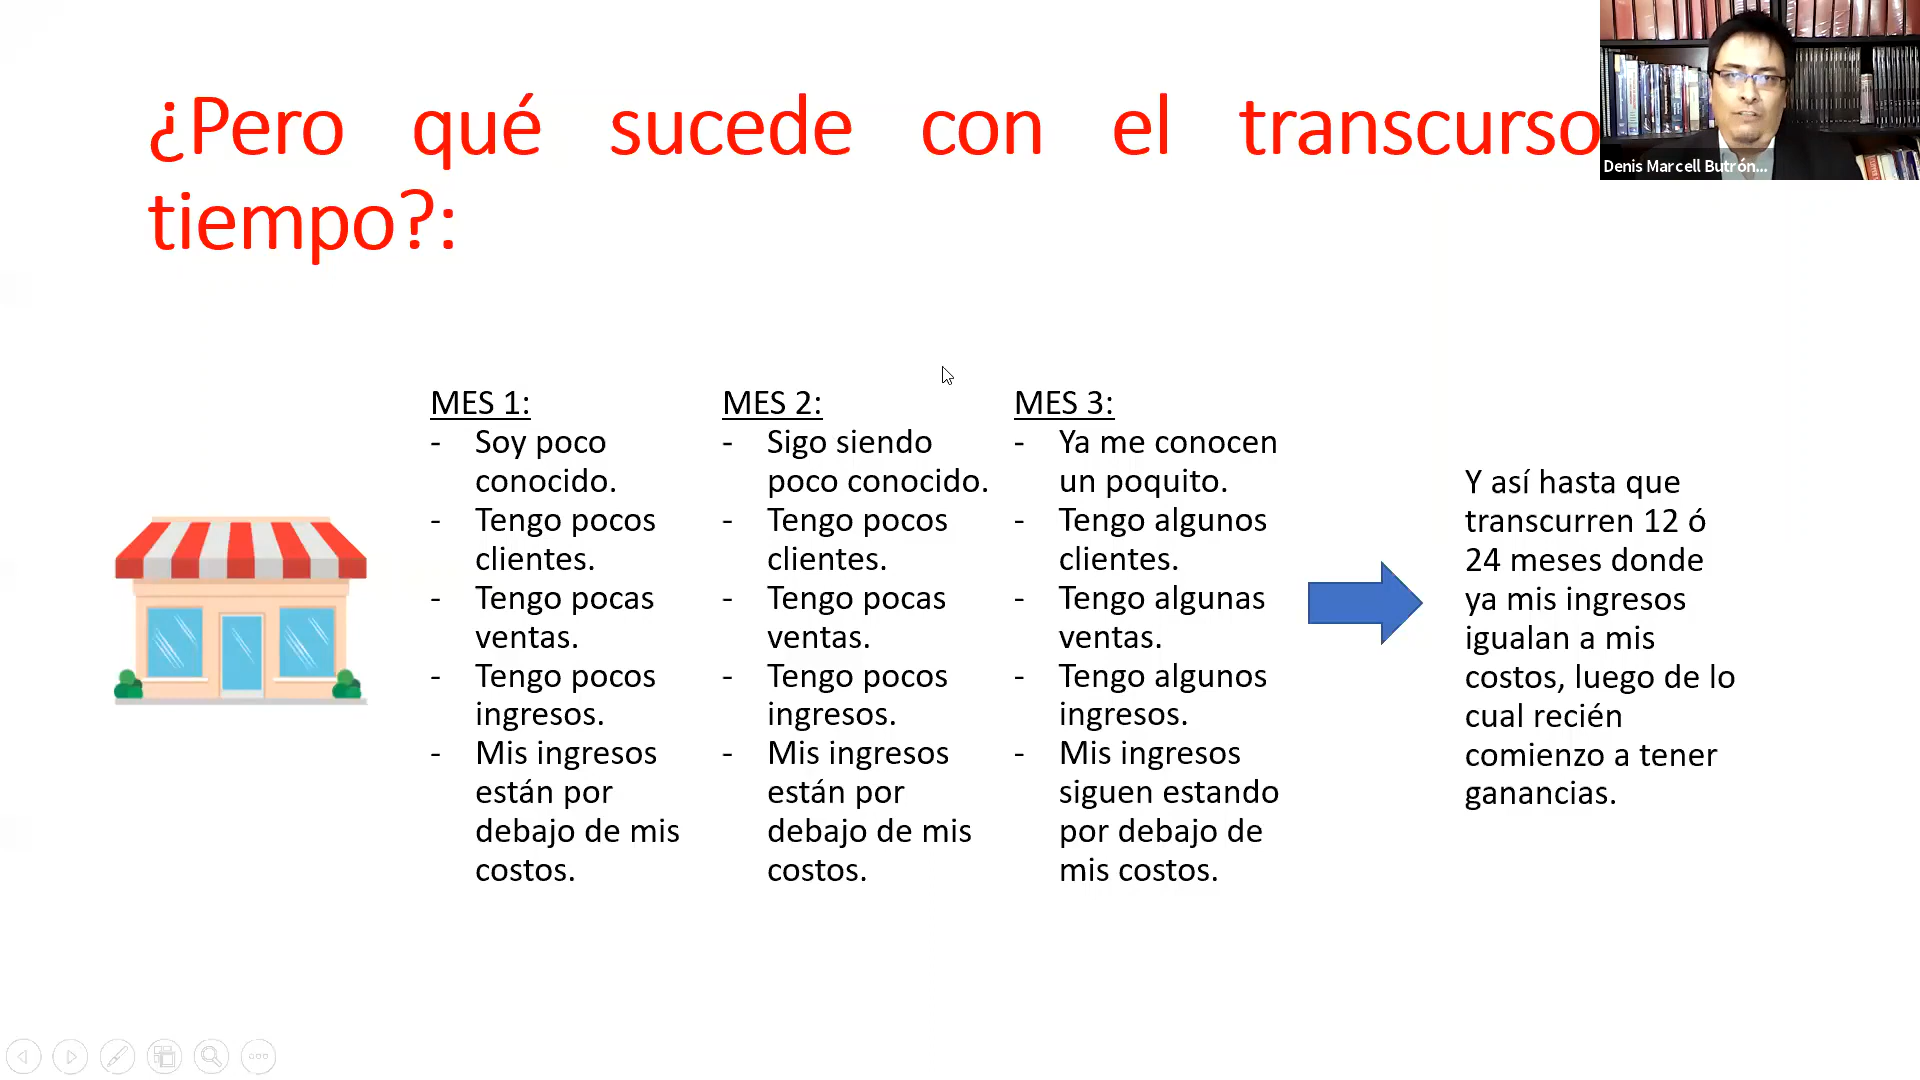 ¿Pero qué sucede con el transcurso
tiempo?:
Denis Marcell Butrón...
MES 1:
- Soy poco
conocido.
- Tengo pocos
clientes.
- Tengo pocas
ventas.
- Tengo pocos
ingresos.
- Mis ingresos
están por
debajo de mis
costos.
MES 2:
- Sigo siendo
poco conocido.
- Tengo pocos
clientes.
- Tengo pocas
ventas.
- Tengo pocos
ingresos.
- Mis ingresos
están por
debajo de mis
costos.
MES 3:
- Ya me conocen
un poquito.
- Tengo algunos
clientes.
- Tengo algunas
ventas.
- Tengo algunos
ingresos.
- Mis ingresos
siguen estando
por debajo de
mis costos.
Y así hasta que
transcurren 12 ó
24 meses donde
ya mis ingresos
igualan a mis
costos, luego de lo
cual recién
comienzo a tener
ganancias.